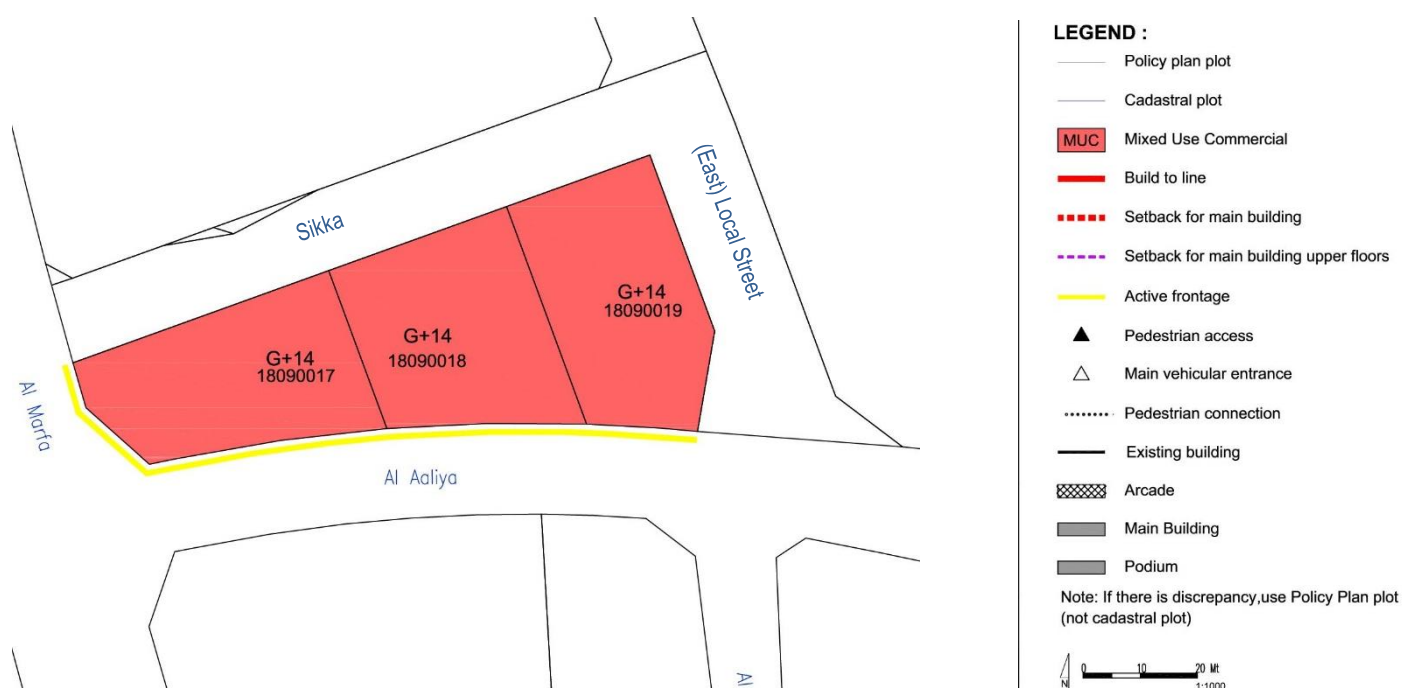 Sikka
(East) Local Street
G+14
18090019
G+14
18090018
G+14
18090017
Al Marfa
Al Aaliya
Al
LEGEND :
Policy plan plot
Cadastral plot
MUC Mixed Use Commercial
Build to line
Setback for main building
Setback for main building upper floors
Active frontage
Pedestrian access
Main vehicular entrance
Pedestrian connection
Existing building
Arcade
Main Building
Podium
Note: If there is discrepancy,use Policy Plan plot
(not cadastral plot)
N
0 10 20 Mt
1:1000